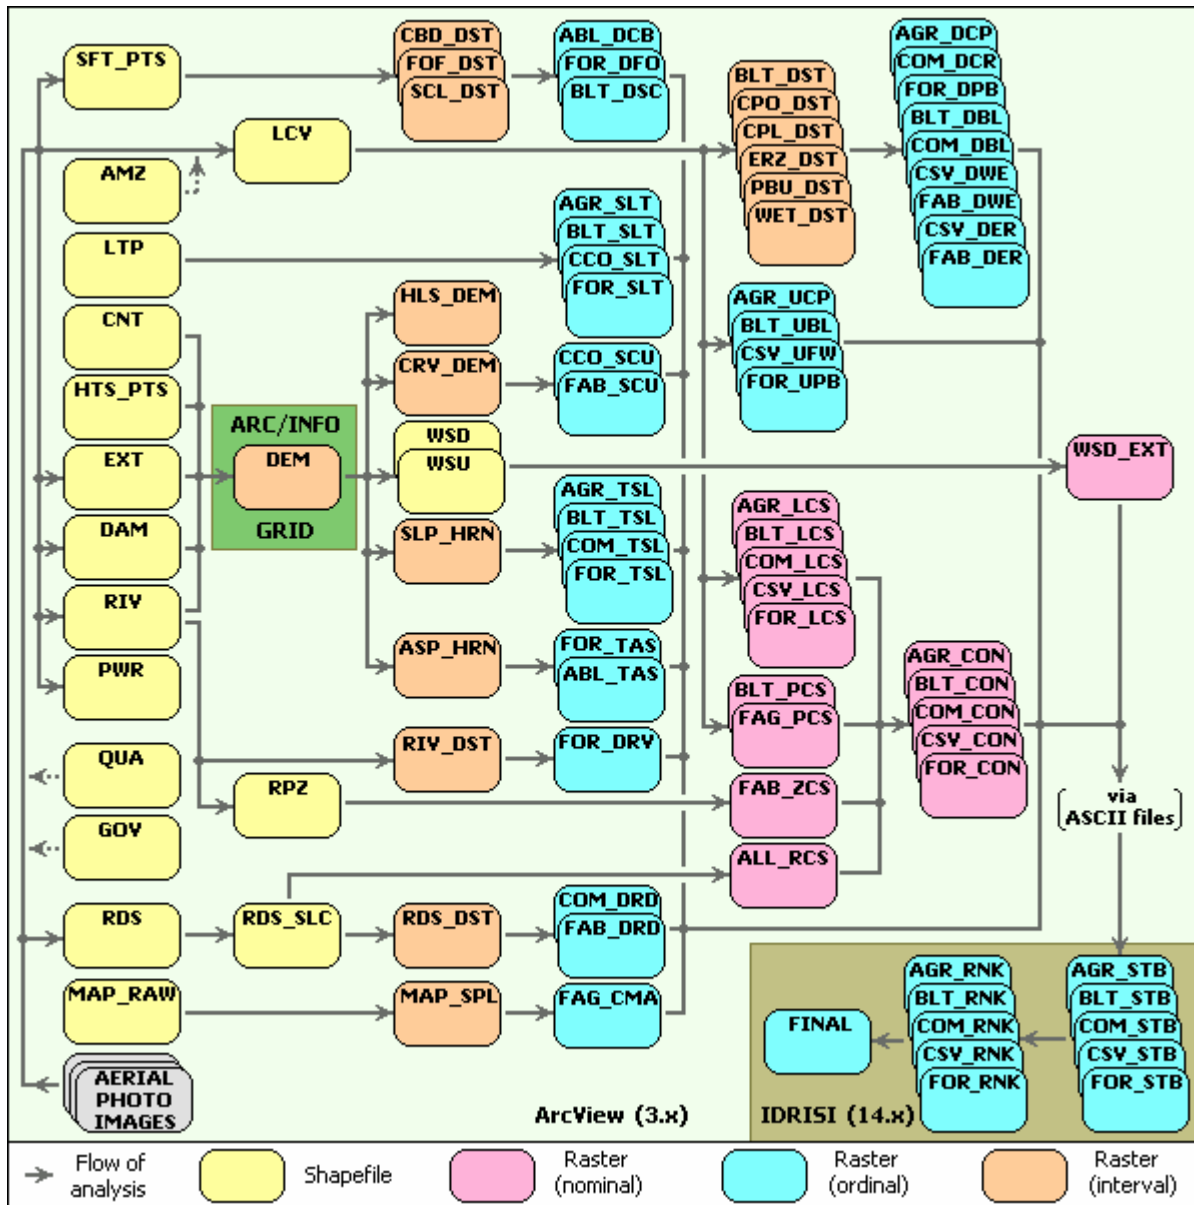 SFT_PTS
CBD_DST
FOF_DST
SCL_DST
ABL_DCB
FOR_DFO
BLT_DSC
BLT_DST
CPO_DST
CPL_DST
ERZ_DST
PBU_DST
WET_DST
AGR_DCP
COM_DCR
FOR_DPB
BLT_DBL
COM_DBL
CSV_DWE
FAB_DWE
CSV_DER
FAB_DER
LCV
AMZ
LTP
AGR_SLT
BLT_SLT
CCO_SLT
FOR_SLT
CNT
HLS_DEM
AGR_UCP
BLT_UBL
CSV_UFW
FOR_UPB
HTS_PTS
CRV_DEM
CCO_SCU
FAB_SCU
ARC/INFO
DEM
GRID
EXT
WSD
WSU
WSD_EXT
DAM
SLP_HRN
AGR_TSL
BLT_TSL
COM_TSL
FOR_TSL
AGR_LCS
BLT_LCS
COM_LCS
CSV_LCS
FOR_LCS
RIV
PWR
ASP_HRN
FOR_TAS
ABL_TAS
BLT_PCS
FAG_PCS
AGR_CON
BLT_CON
COM_CON
CSV_CON
FOR_CON
QUA
RPZ
RIV_DST
FOR_DRV
FAB_ZCS
via
ASCII files
GOV
ALL_RCS
RDS
RDS_SLC
RDS_DST
COM_DRD
FAB_DRD
MAP_RAW
MAP_SPL
FAG_CMA
FINAL
AGR_RNK
BLT_RNK
COM_RNK
CSV_RNK
FOR_RNK
AGR_STB
BLT_STB
COM_STB
CSV_STB
FOR_STB
AERIAL
PHOTO
IMAGES
ArcView (3.x)
IDRISI (14.x)
Flow of
analysis
Shapefile
Raster
(nominal)
Raster
(ordinal)
Raster
(interval)